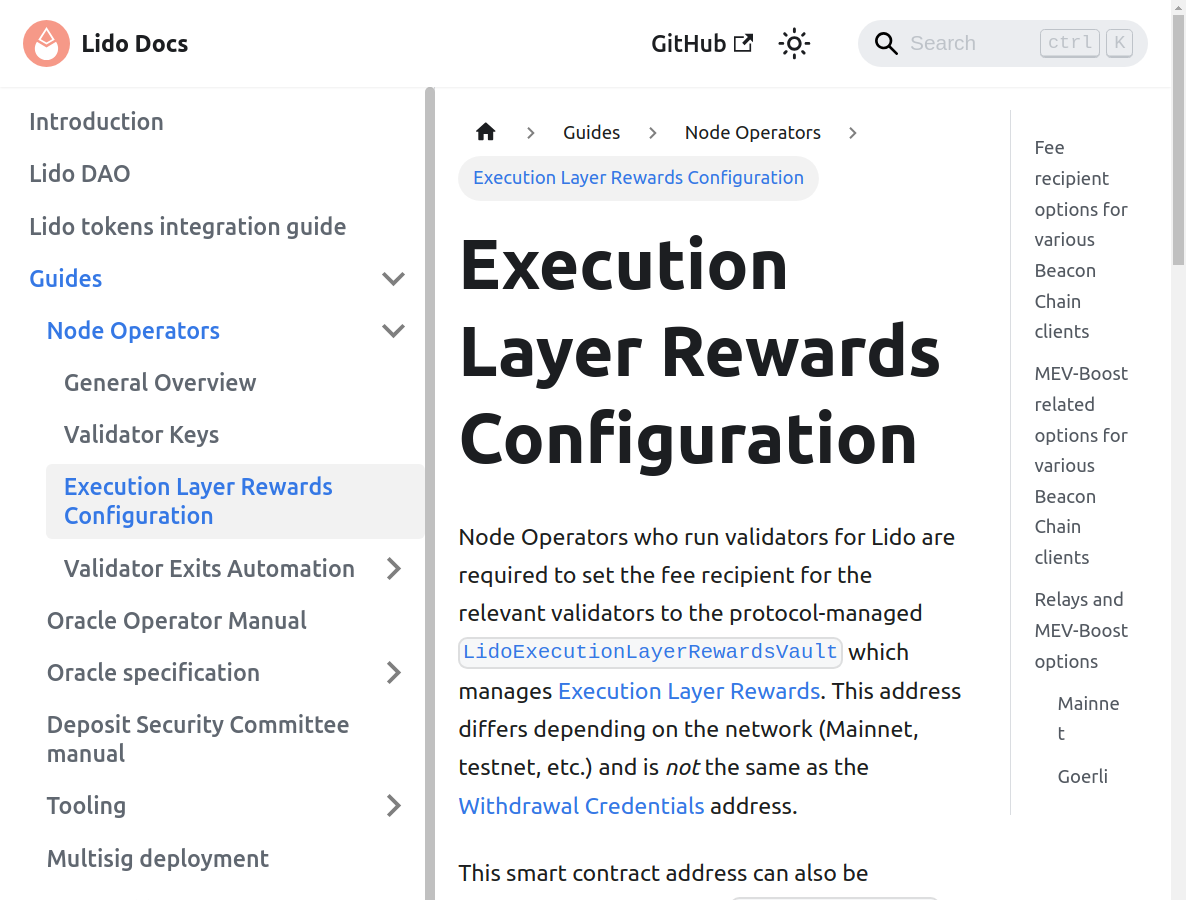 Lido Docs
GitHub
Search
ctrl K
Introduction
Lido DAO
Lido tokens integration guide
Guides
Node Operators
General Overview
Validator Keys
Execution Layer Rewards
Configuration
Validator Exits Automation
Oracle Operator Manual
Oracle specification
Deposit Security Committee
manual
Tooling
Multisig deployment
Guides
Node Operators
Execution Layer Rewards Configuration
Execution
Layer Rewards
Configuration
Node Operators who run validators for Lido are
required to set the fee recipient for the
relevant validators to the protocol-managed
LidoExecutionLayerRewardsVault which
manages Execution Layer Rewards. This address
differs depending on the network (Mainnet,
testnet, etc.) and is not the same as the
Withdrawal Credentials address.
This smart contract address can also be
Fee
recipient
options for
various
Beacon
Chain
clients
MEV-Boost
related
options for
various
Beacon
Chain
clients
Relays and
MEV-Boost
options
Mainne
t
Goerli